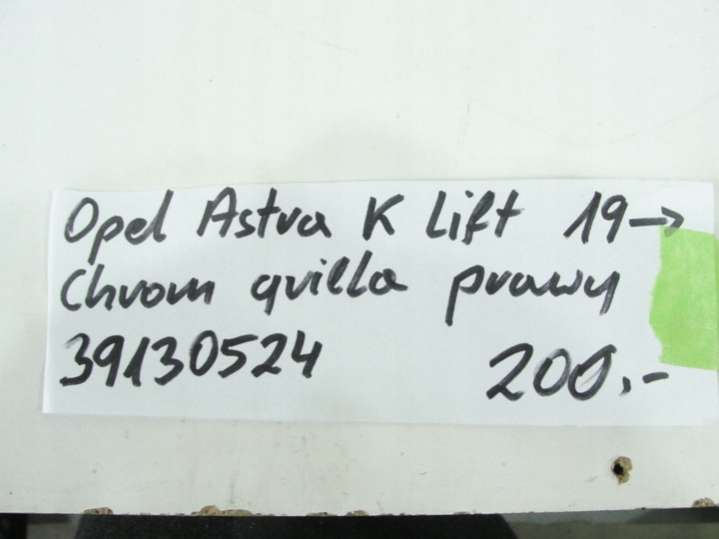 Opel Astra K Lift 19→
Chrom grilla prawy
39130524 200,-